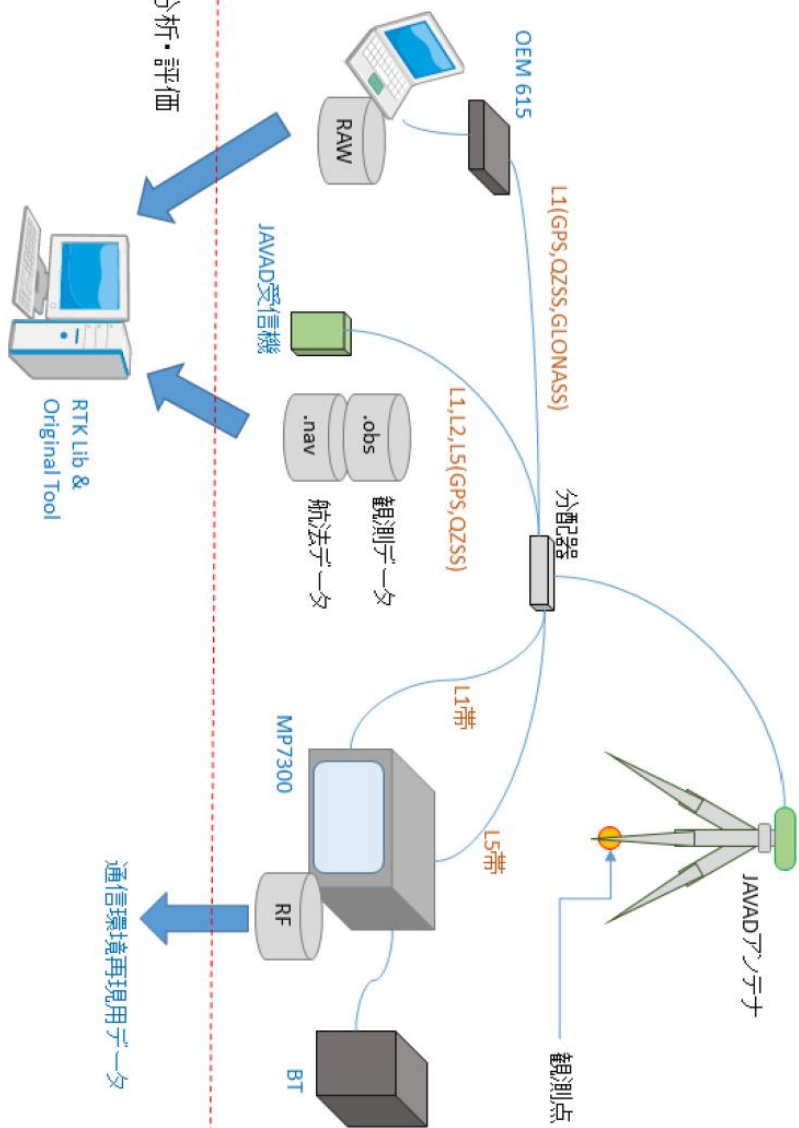 JAVADアンテナ
観測点
分配器
L1(GPS,QZSS,GLONASS)
OEM 615
L1,L2,L5(GPS,QZSS)
L1帯
L5帯
RAW
JAVAD受信機
.obs
.nav
観測データ
航法データ
MP7300
RF
BT
分析・評価
RTK Lib &
Original Tool
通信環境再現用データ